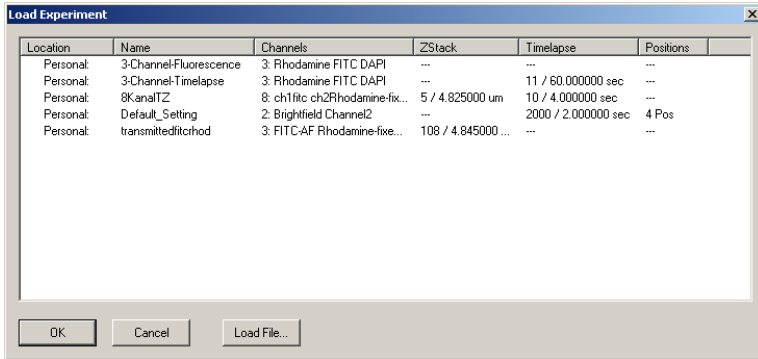 Load Experiment
Location Name Channels ZStack Timelapse Positions
Personal: 3-Channel-Fluorescence 3: Rhodamine FITC DAPI --- --- ---
Personal: 3-Channel-Timelapse 3: Rhodamine FITC DAPI --- 11 / 60.000000 sec ---
Personal: 8KanalTZ 8: ch1fitc ch2Rhodamine-fix... 5 / 4.825000 um 10 / 4.000000 sec ---
Personal: Default_Setting 2: Brightfield Channel2 --- 2000 / 2.000000 sec 4 Pos
Personal: transmittedfitcrhod 3: FITC-AF Rhodamine-fixe... 108 / 4.845000 ... --- ---
OK Cancel Load File...